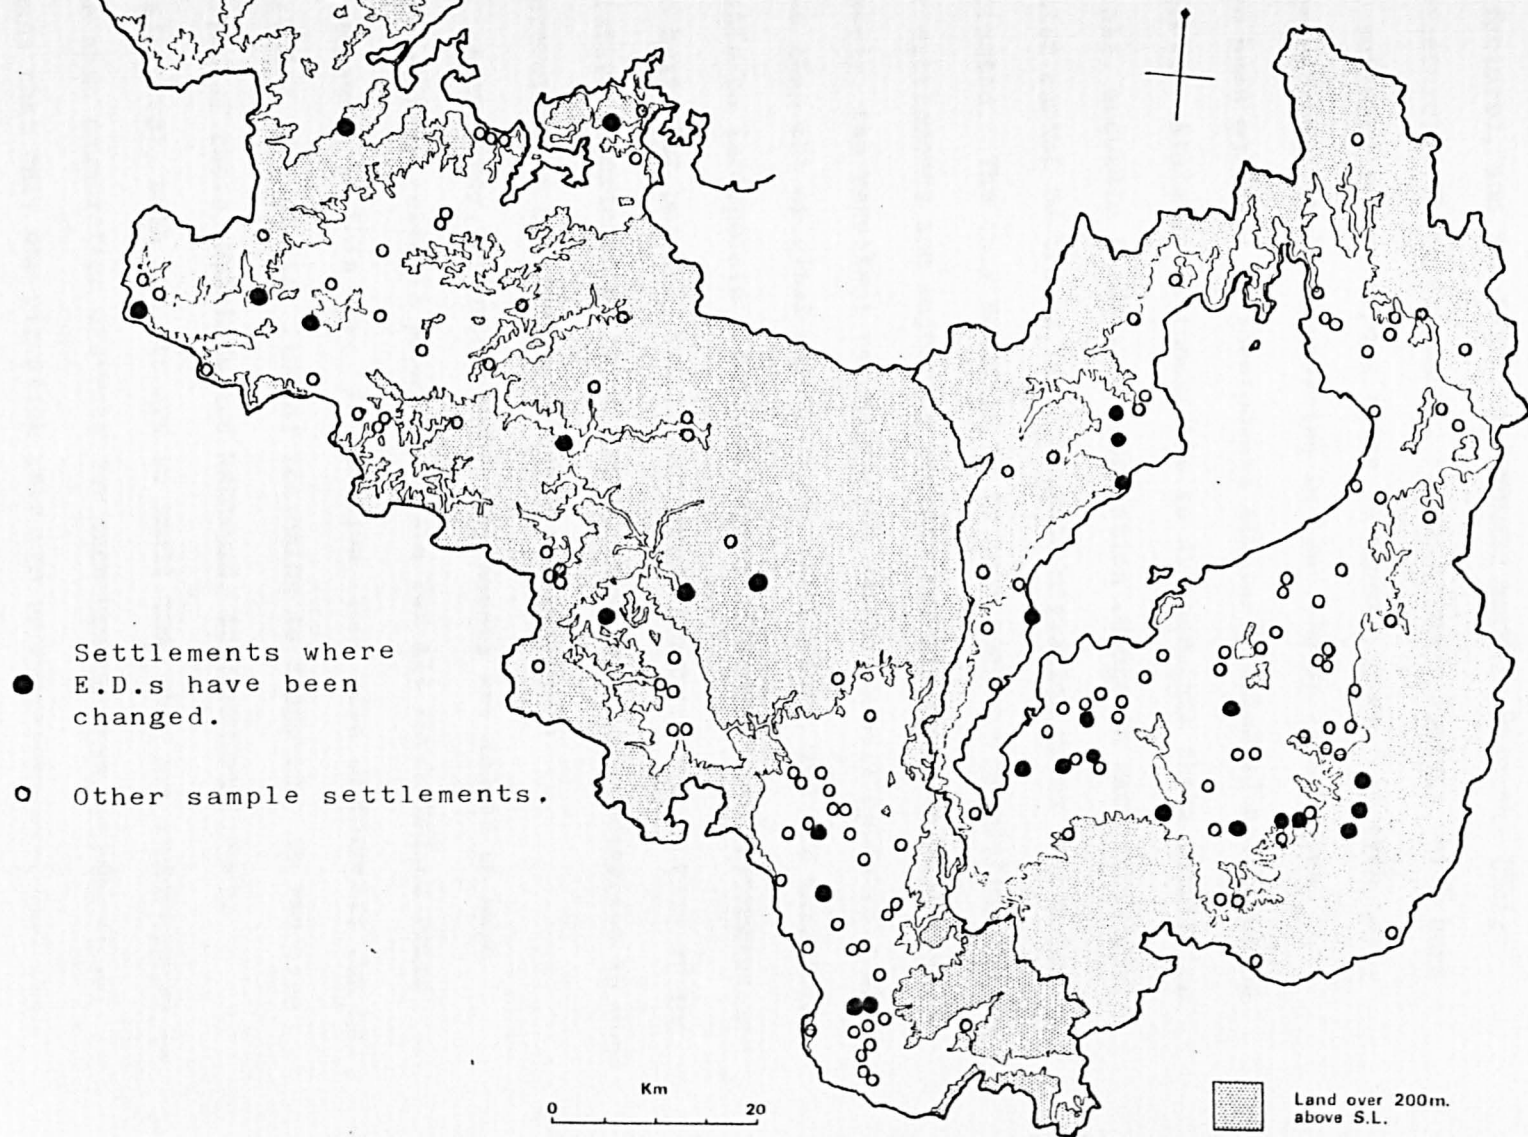 Settlements where
E.D.s have been
changed.
Other sample settlements.
Km
0 20
Land over 200m.
above S.L.